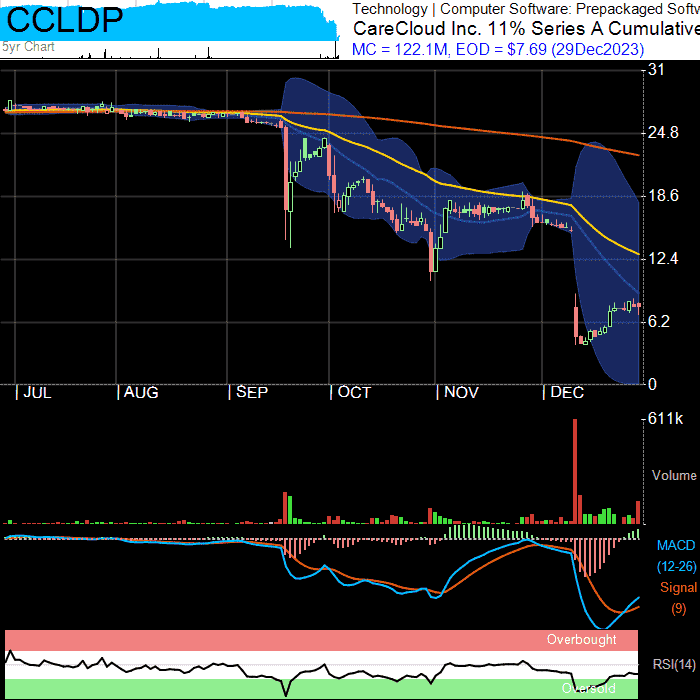 CCLDP
5yr Chart
Technology | Computer Software: Prepackaged Softw
CareCloud Inc. 11% Series A Cumulative
MC = 122.1M, EOD = $7.69 (29Dec2023)
31
24.8
18.6
12.4
6.2
0
JUL AUG SEP OCT NOV DEC
611k
Volume
MACD
(12-26)
Signal
(9)
Overbought
RSI(14)
Oversold